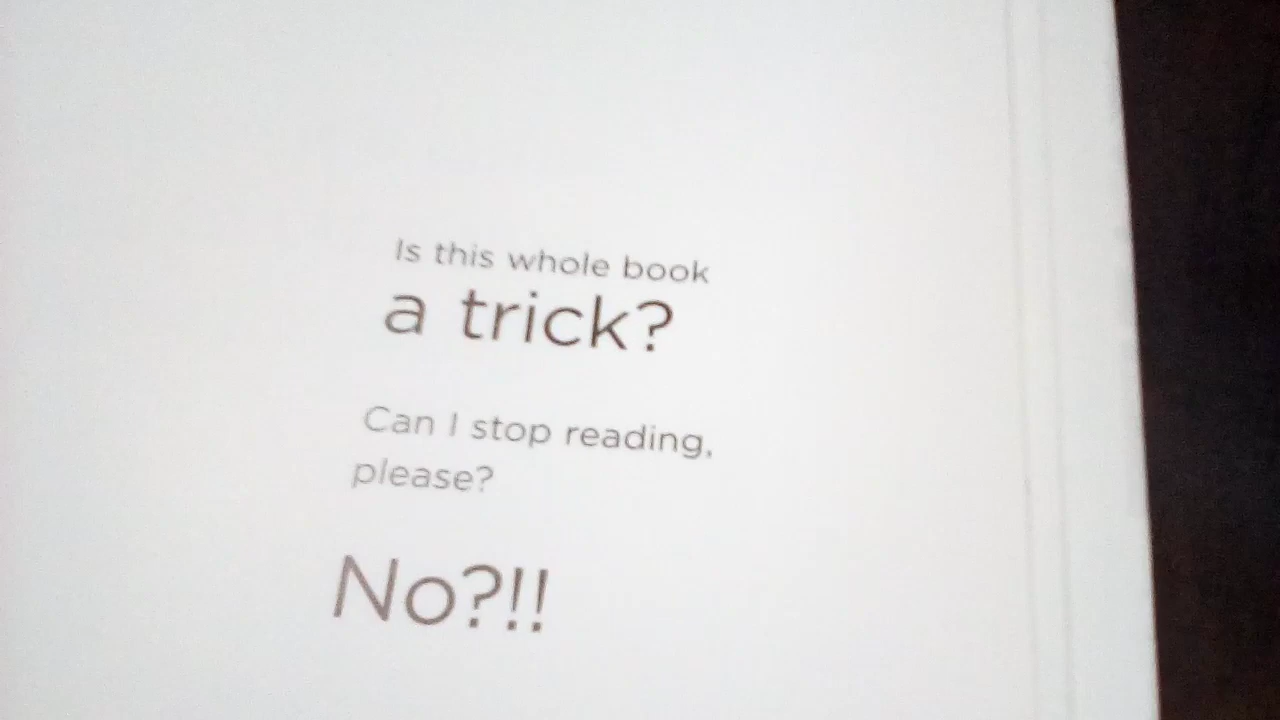 Is this whole book
a trick?
Can I stop reading,
please?
No?!!